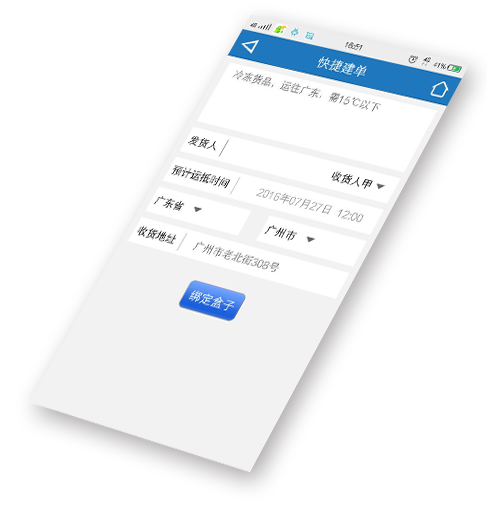 4G 16:51 4G 41%
快捷建单
冷冻货品，运往广东，需15℃以下
发货人 收货人甲
预计运抵时间 2016年07月27日 12:00
广东省 广州市
收货地址 广州市老北街308号
绑定盒子